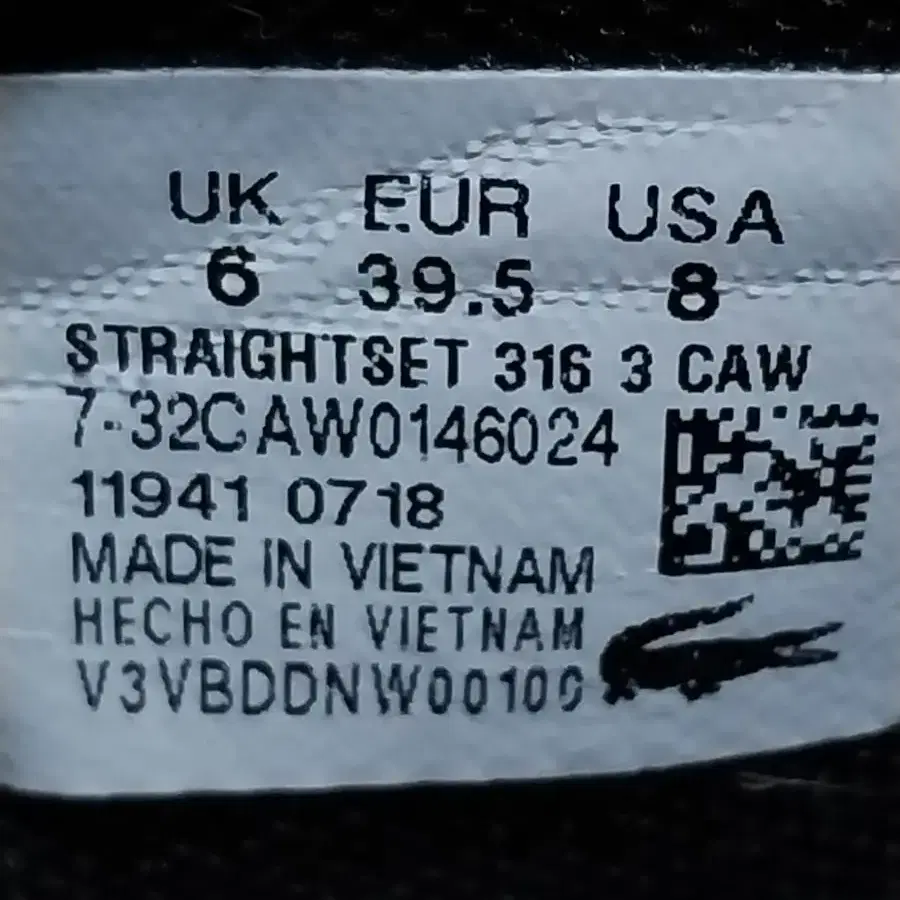 UK EUR USA
6 39.5 8
STRAIGHTSET 316 3 CAW
7-32CAW0146024
11941 0718
MADE IN VIETNAM
HECHO EN VIETNAM